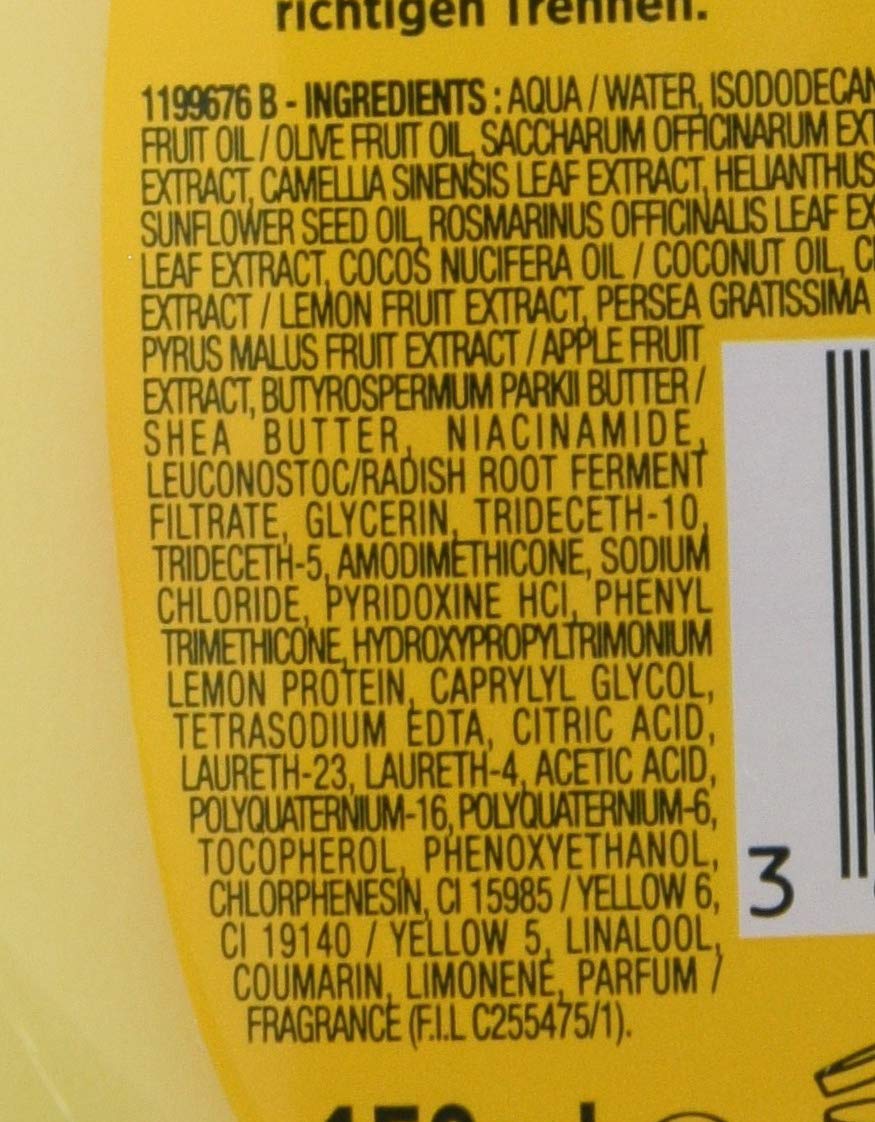 richtigen Trennen.
1199676 B - INGREDIENTS : AQUA / WATER, ISODODECAN
FRUIT OIL / OLIVE FRUIT OIL, SACCHARUM OFFICINARUM EXT
EXTRACT, CAMELLIA SINENSIS LEAF EXTRACT, HELIANTHUS
SUNFLOWER SEED OIL, ROSMARINUS OFFICINALIS LEAF EX
LEAF EXTRACT, COCOS NUCIFERA OIL / COCONUT OIL, CI
EXTRACT / LEMON FRUIT EXTRACT, PERSEA GRATISSIMA
PYRUS MALUS FRUIT EXTRACT / APPLE FRUIT
EXTRACT, BUTYROSPERMUM PARKII BUTTER /
SHEA BUTTER, NIACINAMIDE,
LEUCONOSTOC/RADISH ROOT FERMENT
FILTRATE, GLYCERIN, TRIDECETH-10,
TRIDECETH-5, AMODIMETHICONE, SODIUM
CHLORIDE, PYRIDOXINE HCI, PHENYL
TRIMETHICONE, HYDROXYPROPYLTRIMONIUM
LEMON PROTEIN, CAPRYLYL GLYCOL,
TETRASODIUM EDTA, CITRIC ACID,
LAURETH-23, LAURETH-4, ACETIC ACID,
POLYQUATERNIUM-16, POLYQUATERNIUM-6,
TOCOPHEROL, PHENOXYETHANOL,
CHLORPHENESIN, CI 15985 / YELLOW 6,
CI 19140 / YELLOW 5, LINALOOL,
COUMARIN, LIMONENE, PARFUM /
FRAGRANCE (F.I.L C255475/1).
3